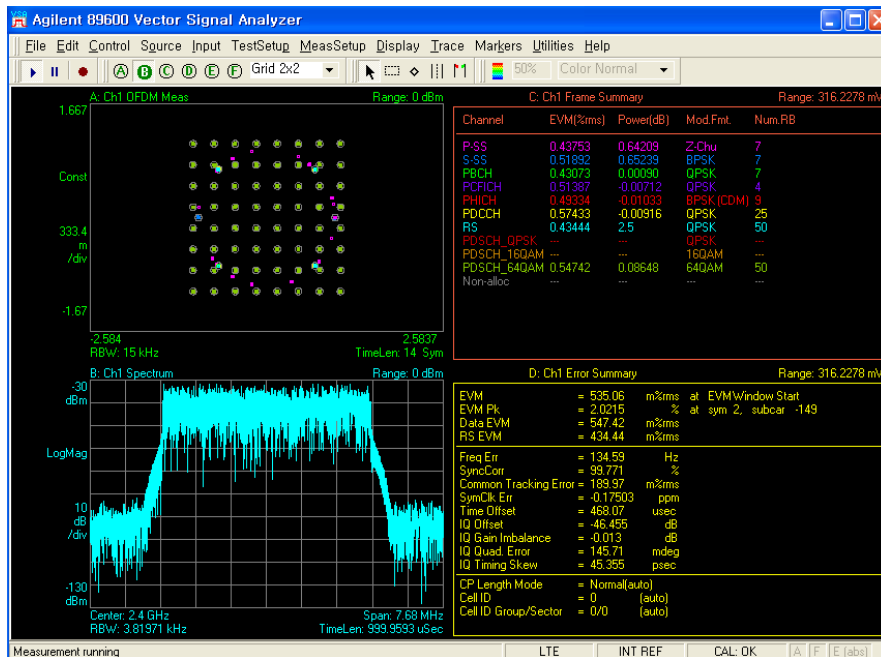 Agilent 89600 Vector Signal Analyzer
File Edit Control Source Input TestSetup MeasSetup Display Trace Markers Utilities Help
A B C D E F Grid 2x2 50% Color Normal
A: Ch1 OFDM Meas Range: 0 dBm
1.667
Const
333.4
m
/div
-1.67
-2.584 2.5837
RBW: 15 kHz TimeLen: 14 Sym
C: Ch1 Frame Summary Range: 316.2278 mV
Channel EVM(%rms) Power(dB) Mod.Fmt. Num.RB
P-SS 0.43753 0.64209 Z-Chu 7
S-SS 0.51892 0.65239 BPSK 7
PBCH 0.43073 0.00090 QPSK 7
PCFICH 0.51387 -0.00712 QPSK 4
PHICH 0.49334 -0.01033 BPSK(CDM) 9
PDCCH 0.57433 -0.00916 QPSK 25
RS 0.43444 2.5 QPSK 50
PDSCH_QPSK --- --- QPSK ---
PDSCH_16QAM --- --- 16QAM ---
PDSCH_64QAM 0.54742 0.08648 64QAM 50
Non-alloc --- --- --- ---
B: Ch1 Spectrum Range: 0 dBm
-30
dBm
LogMag
10
dB
/div
-130
dBm
Center: 2.4 GHz Span: 7.68 MHz
RBW: 3.81971 kHz TimeLen: 999.9593 uSec
D: Ch1 Error Summary Range: 316.2278 mV
EVM = 535.06 m%rms at EVMWindow Start
EVM Pk = 2.0215 % at sym 2, subcar -149
Data EVM = 547.42 m%rms
RS EVM = 434.44 m%rms
Freq Err = 134.59 Hz
SyncCorr = 99.771 %
Common Tracking Error = 189.97 m%rms
SymClk Err = -0.17503 ppm
Time Offset = 468.07 usec
IQ Offset = -46.455 dB
IQ Gain Imbalance = -0.013 dB
IQ Quad. Error = 145.71 mdeg
IQ Timing Skew = 45.355 psec
CP Length Mode = Normal(auto)
Cell ID = 0 (auto)
Cell ID Group/Sector = 0/0 (auto)
Measurement running LTE INT REF CAL: OK A F E (abs)